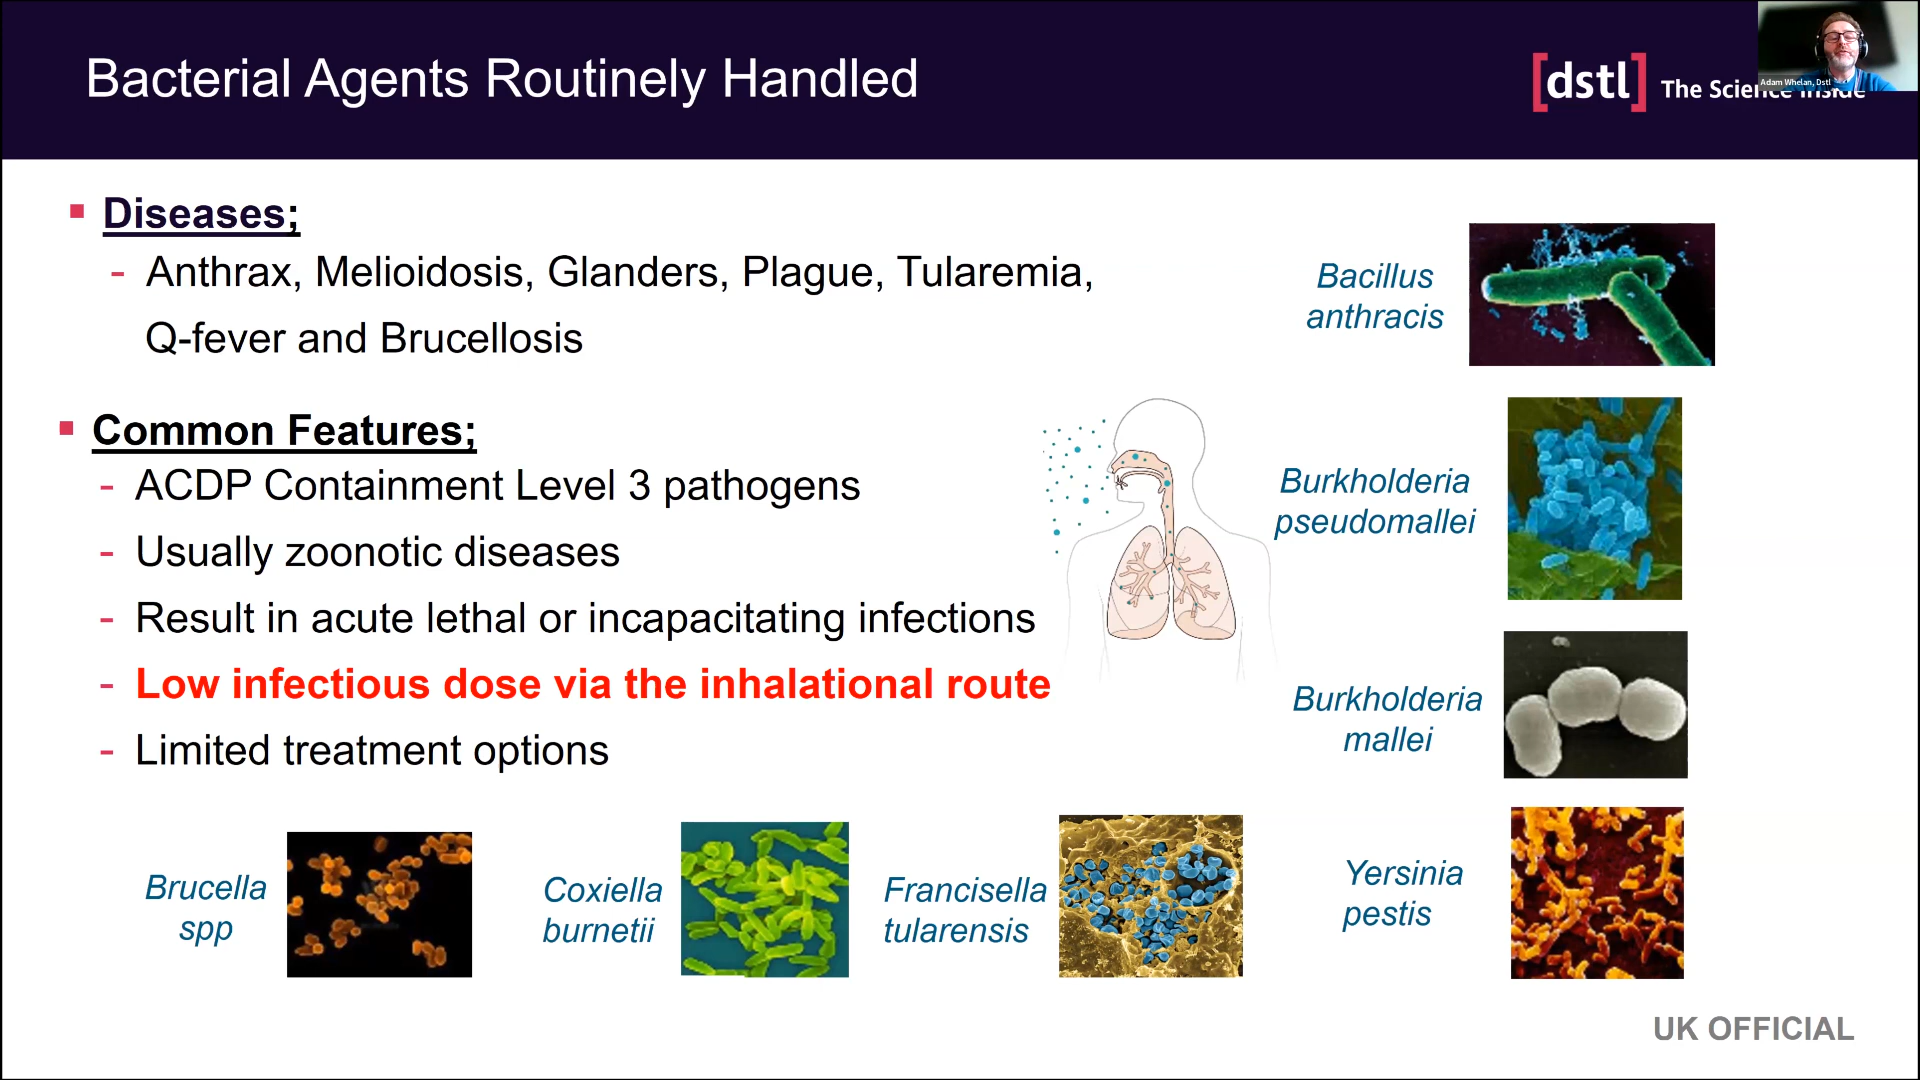 Bacterial Agents Routinely Handled
[dstl] The Science Inside
Adam Whelan, Dstl
Diseases;
- Anthrax, Melioidosis, Glanders, Plague, Tularemia,
Q-fever and Brucellosis
Common Features;
- ACDP Containment Level 3 pathogens
- Usually zoonotic diseases
- Result in acute lethal or incapacitating infections
- Low infectious dose via the inhalational route
- Limited treatment options
Bacillus
anthracis
Burkholderia
pseudomallei
Burkholderia
mallei
Brucella
spp
Coxiella
burnetii
Francisella
tularensis
Yersinia
pestis
UK OFFICIAL